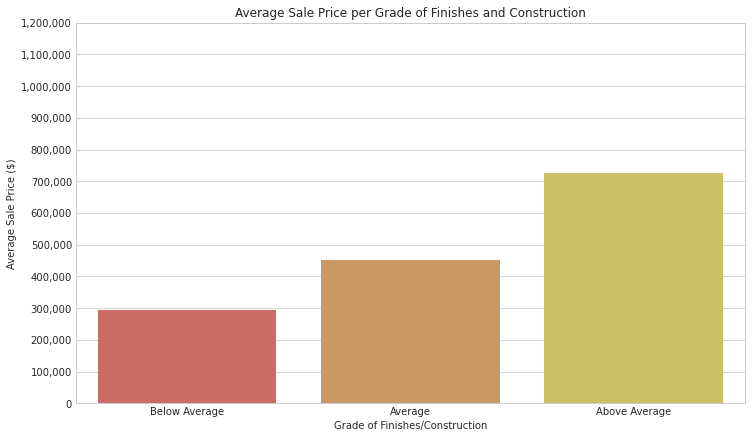 Average Sale Price per Grade of Finishes and Construction
1,200,000
1,100,000
1,000,000
900,000
800,000
700,000
600,000
500,000
400,000
300,000
200,000
100,000
0
Average Sale Price ($)
Below Average
Average
Above Average
Grade of Finishes/Construction